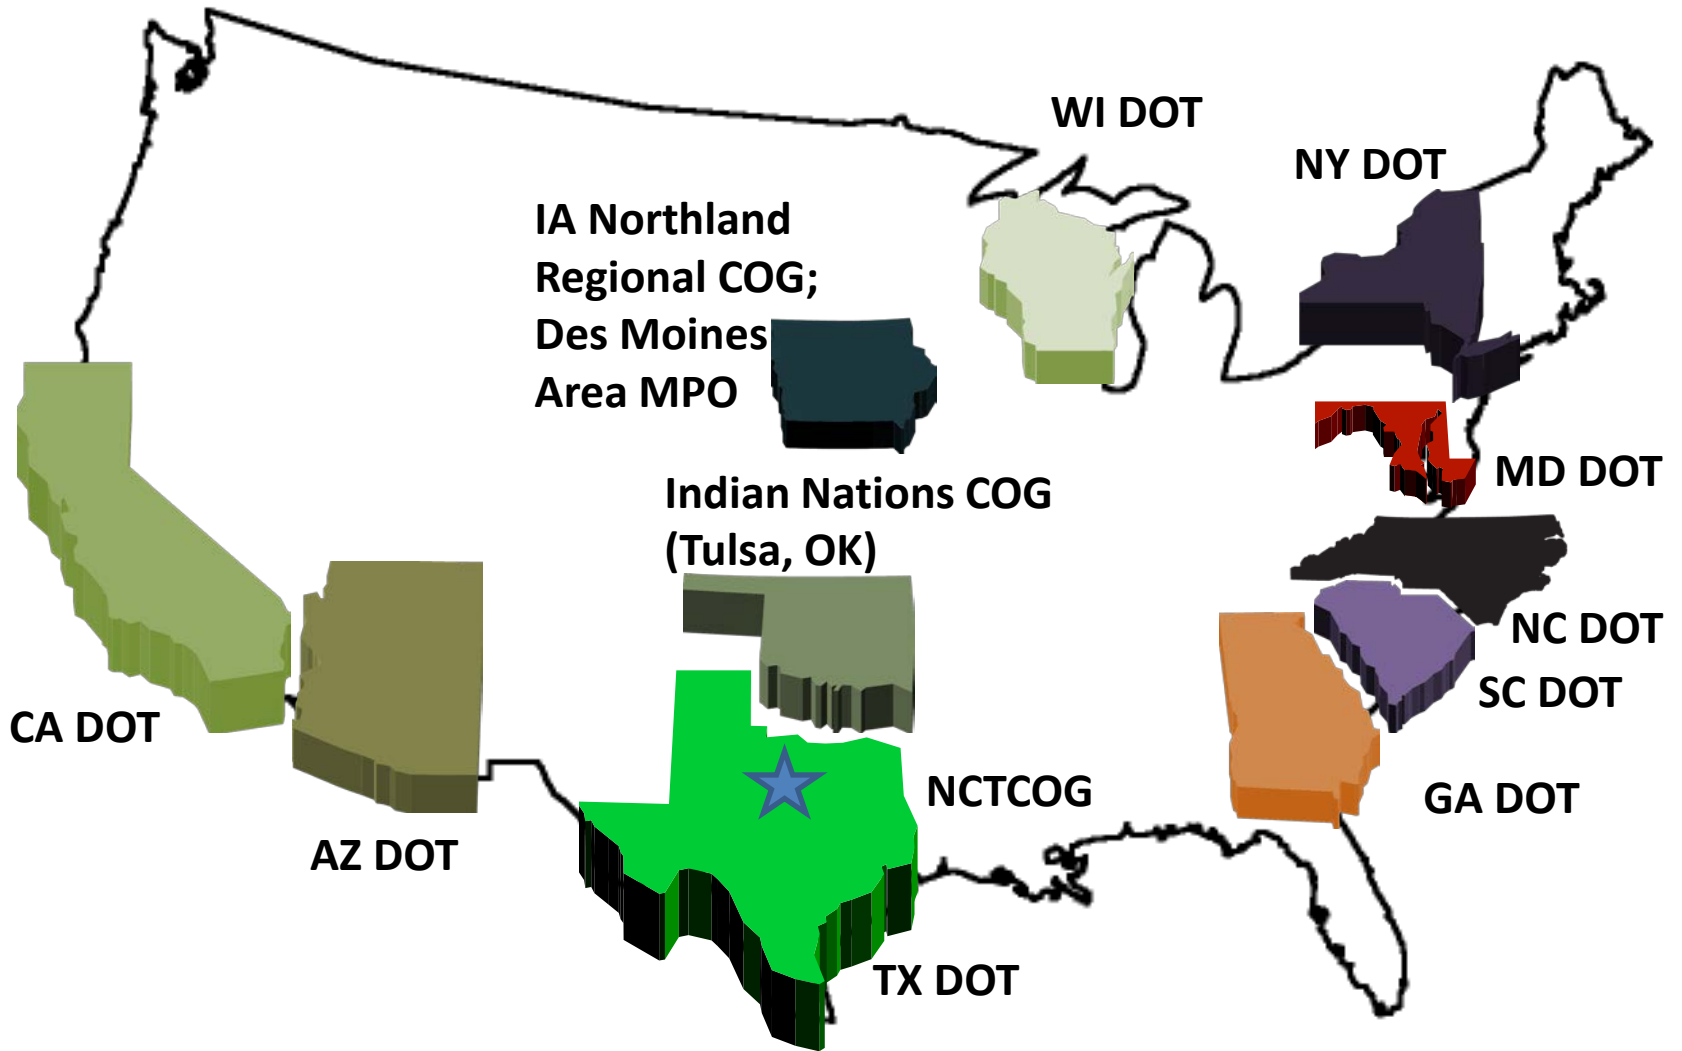 WI DOT
NY DOT
IA Northland
Regional COG;
Des Moines
Area MPO
MD DOT
Indian Nations COG
(Tulsa, OK)
NC DOT
SC DOT
CA DOT
NCTCOG
GA DOT
AZ DOT
TX DOT